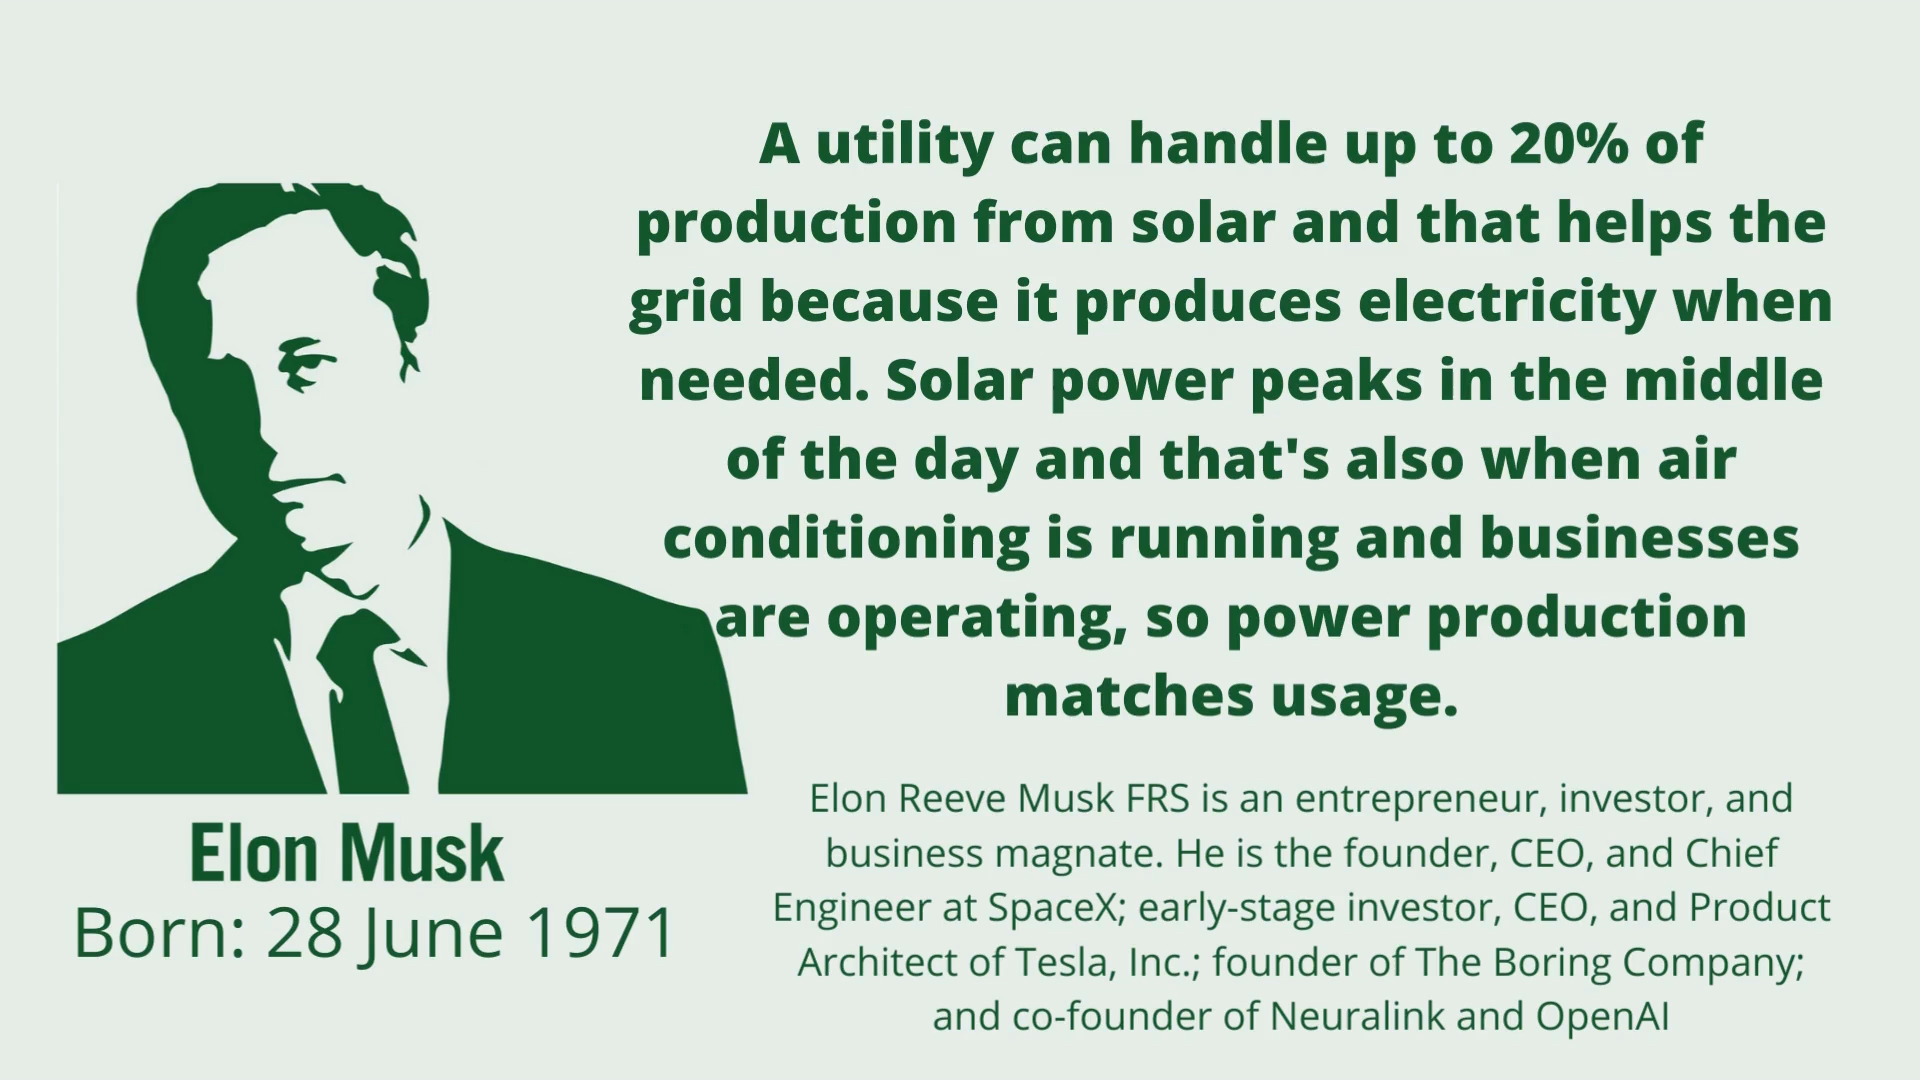 A utility can handle up to 20% of
production from solar and that helps the
grid because it produces electricity when
needed. Solar power peaks in the middle
of the day and that's also when air
conditioning is running and businesses
are operating, so power production
matches usage.
Elon Musk
Born: 28 June 1971
Elon Reeve Musk FRS is an entrepreneur, investor, and
business magnate. He is the founder, CEO, and Chief
Engineer at SpaceX; early-stage investor, CEO, and Product
Architect of Tesla, Inc.; founder of The Boring Company;
and co-founder of Neuralink and OpenAI